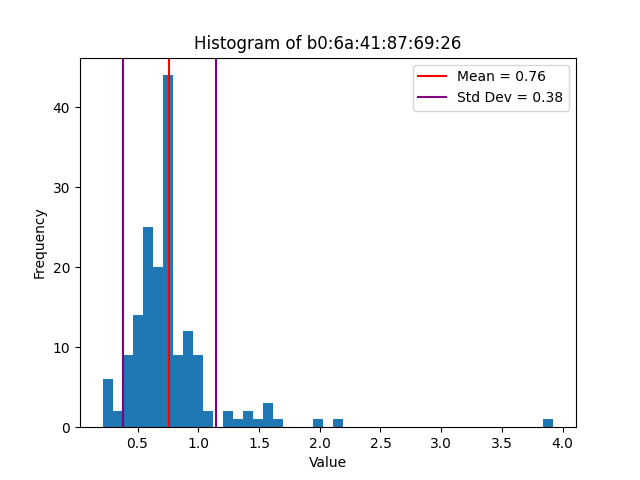 Histogram of b0:6a:41:87:69:26
Mean = 0.76
Std Dev = 0.38
Frequency
40
30
20
10
0
0.5 1.0 1.5 2.0 2.5 3.0 3.5 4.0
Value